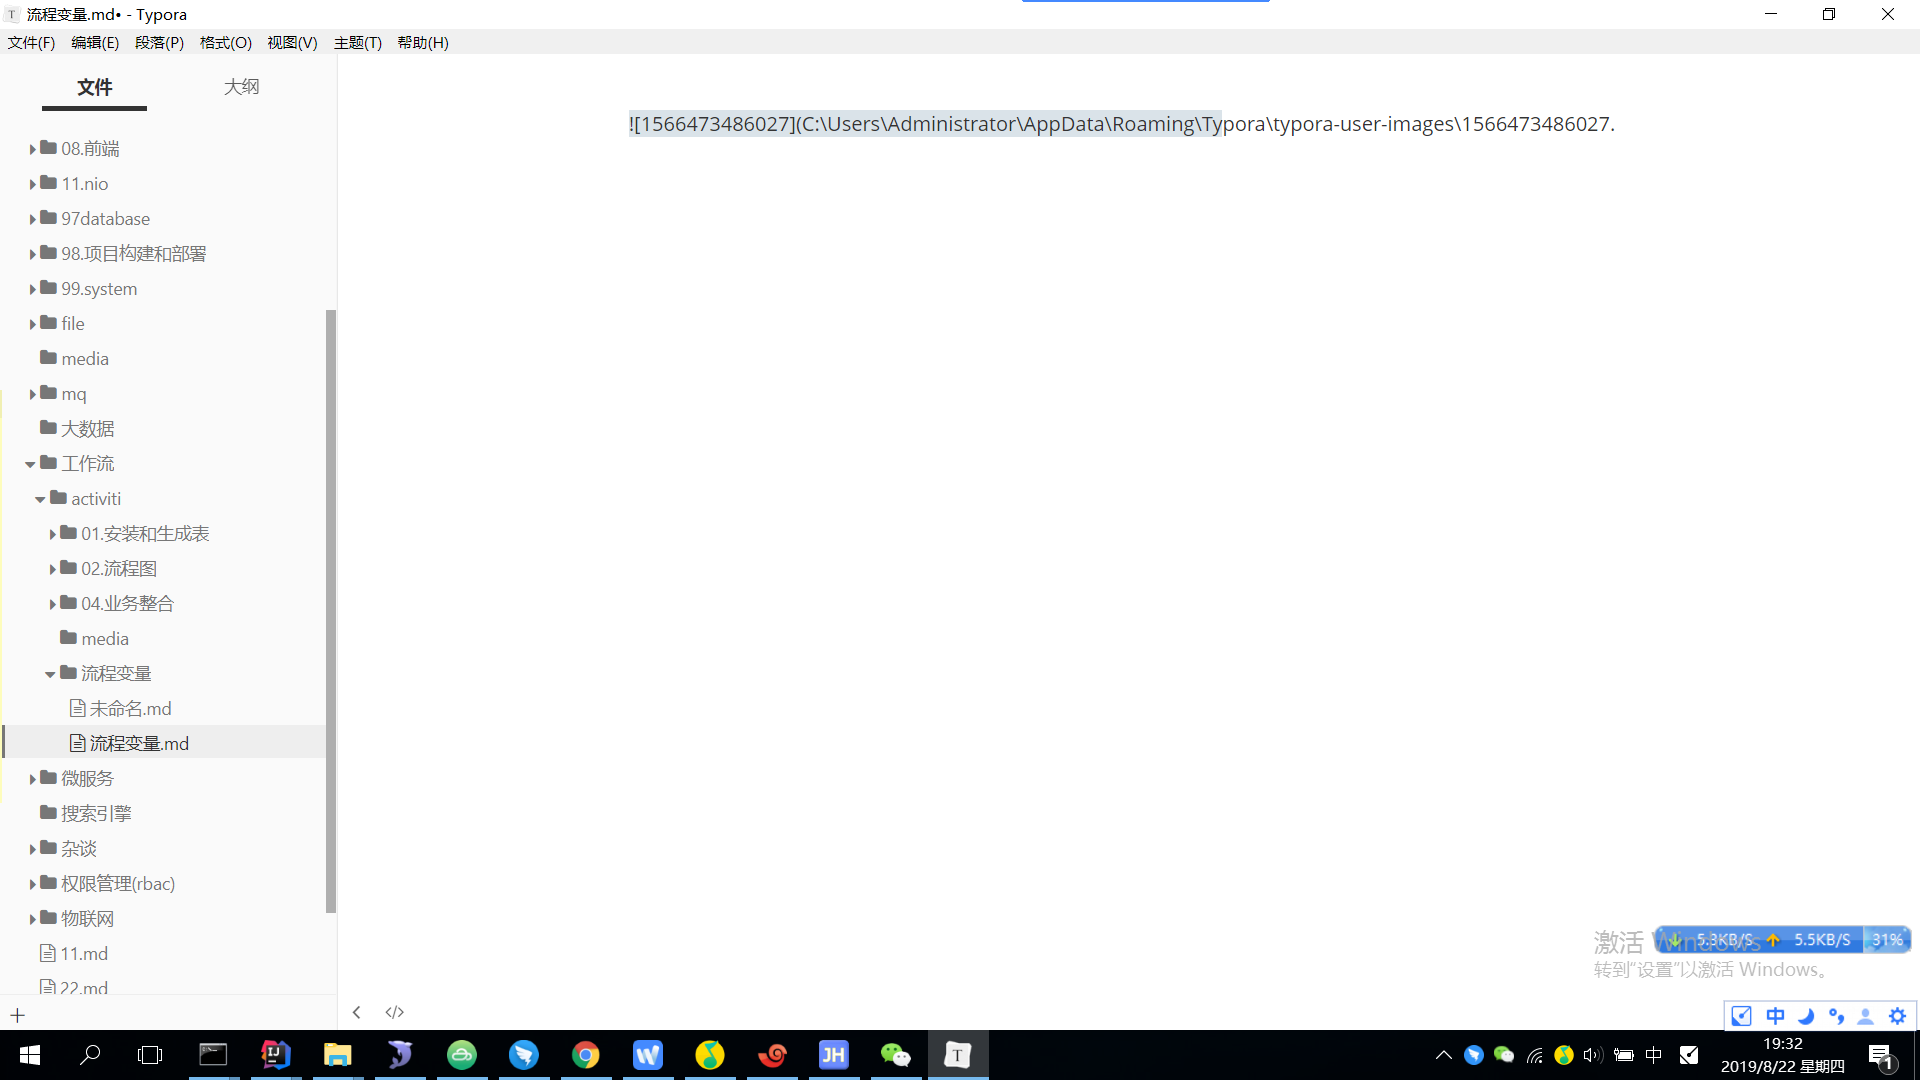 流程变量.md• - Typora
文件(F) 编辑(E) 段落(P) 格式(O) 视图(V) 主题(T) 帮助(H)
文件 大纲
![1566473486027](C:\Users\Administrator\AppData\Roaming\Typora\typora-user-images\1566473486027.
08.前端
11.nio
97database
98.项目构建和部署
99.system
file
media
mq
大数据
工作流
activiti
01.安装和生成表
02.流程图
04.业务整合
media
流程变量
未命名.md
流程变量.md
微服务
搜索引擎
杂谈
权限管理(rbac)
物联网
11.md
22.md
激活 Windows
5.3KB/S 5.5KB/S 31%
转到“设置”以激活 Windows。
中
19:32
2019/8/22 星期四
中
1
IJ
W
JH
T